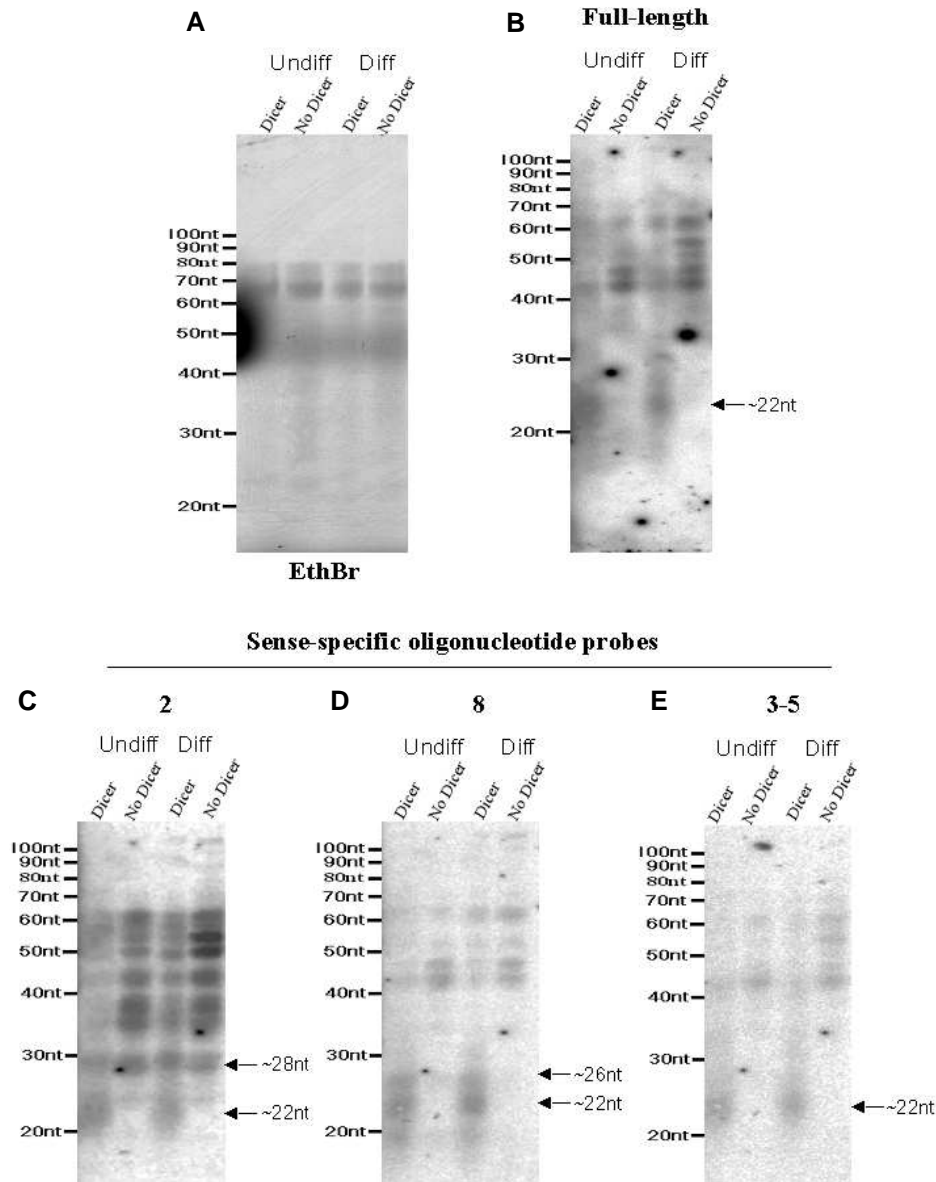 A
Undiff Diff
Dicer
No Dicer
Dicer
No Dicer
100nt
90nt
80nt
70nt
60nt
50nt
40nt
30nt
20nt
EthBr
B
Full-length
Undiff Diff
Dicer
No Dicer
Dicer
No Dicer
100nt
90nt
80nt
70nt
60nt
50nt
40nt
30nt
20nt
~22nt
Sense-specific oligonucleotide probes
C
2
Undiff Diff
Dicer
No Dicer
Dicer
No Dicer
100nt
90nt
80nt
70nt
60nt
50nt
40nt
30nt
20nt
~28nt
~22nt
D
8
Undiff Diff
Dicer
No Dicer
Dicer
No Dicer
100nt
90nt
80nt
70nt
60nt
50nt
40nt
30nt
20nt
~26nt
~22nt
E
3-5
Undiff Diff
Dicer
No Dicer
Dicer
No Dicer
100nt
90nt
80nt
70nt
60nt
50nt
40nt
30nt
20nt
~22nt